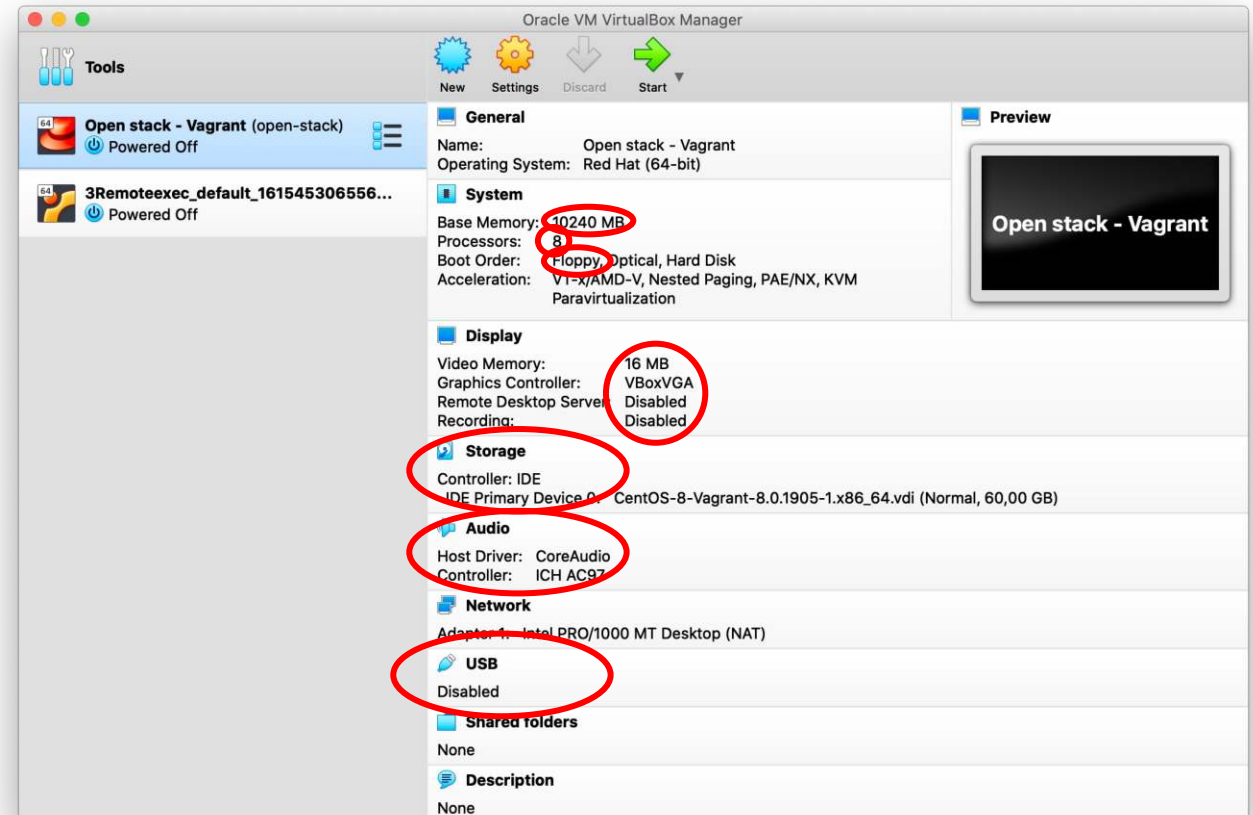 Oracle VM VirtualBox Manager
Tools
New Settings Discard Start
64
Open stack - Vagrant (open-stack)
Powered Off
64
3Remoteexec_default_161545306556...
Powered Off
General
Name: Open stack - Vagrant
Operating System: Red Hat (64-bit)
Preview
Open stack - Vagrant
System
Base Memory: 10240 MB
Processors: 8
Boot Order: Floppy, Optical, Hard Disk
Acceleration: VT-x/AMD-V, Nested Paging, PAE/NX, KVM
Paravirtualization
Display
Video Memory: 16 MB
Graphics Controller: VBoxVGA
Remote Desktop Server: Disabled
Recording: Disabled
Storage
Controller: IDE
IDE Primary Device 0: CentOS-8-Vagrant-8.0.1905-1.x86_64.vdi (Normal, 60,00 GB)
Audio
Host Driver: CoreAudio
Controller: ICH AC97
Network
Adapter 1: Intel PRO/1000 MT Desktop (NAT)
USB
Disabled
Shared folders
None
Description
None